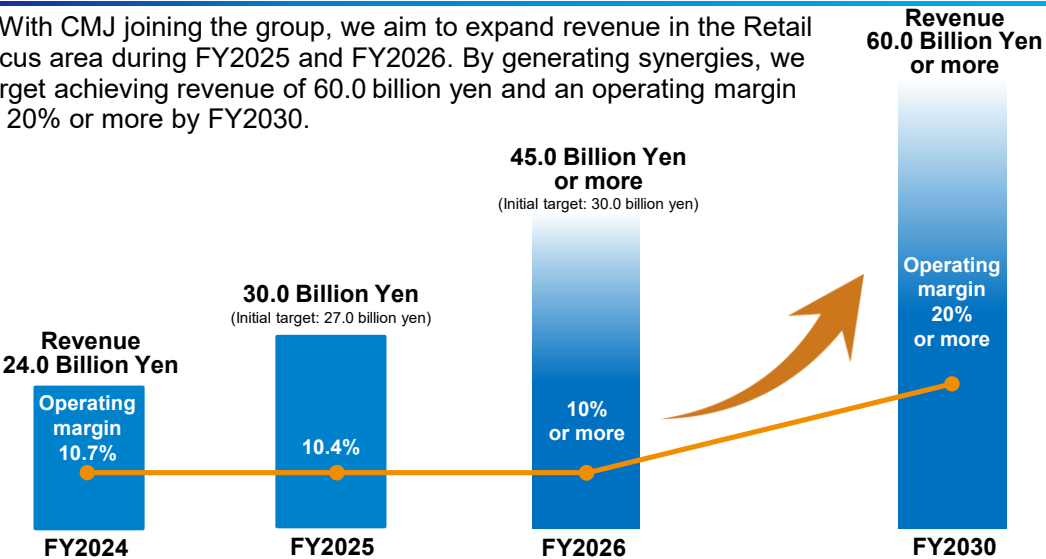 With CMJ joining the group, we aim to expand revenue in the Retail
cus area during FY2025 and FY2026. By generating synergies, we
rget achieving revenue of 60.0 billion yen and an operating margin
20% or more by FY2030.
Revenue
60.0 Billion Yen
or more
45.0 Billion Yen
or more
(Initial target: 30.0 billion yen)
30.0 Billion Yen
(Initial target: 27.0 billion yen)
Revenue
24.0 Billion Yen
Operating
margin
10.7%
10.4%
10%
or more
Operating
margin
20%
or more
FY2024
FY2025
FY2026
FY2030